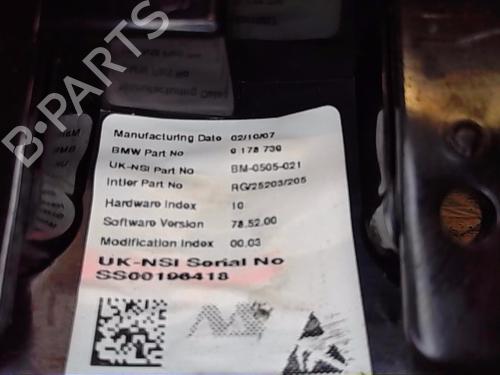 B-PARTS
Manufacturing Date 02/10/07
BMW Part No 9 178 739
UK-NSI Part No BM-0505-021
Intier Part No RG/25203/205
Hardware Index 10
Software Version 78.52.00
Modification Index 00.03
UK-NSI Serial No
SS00196418